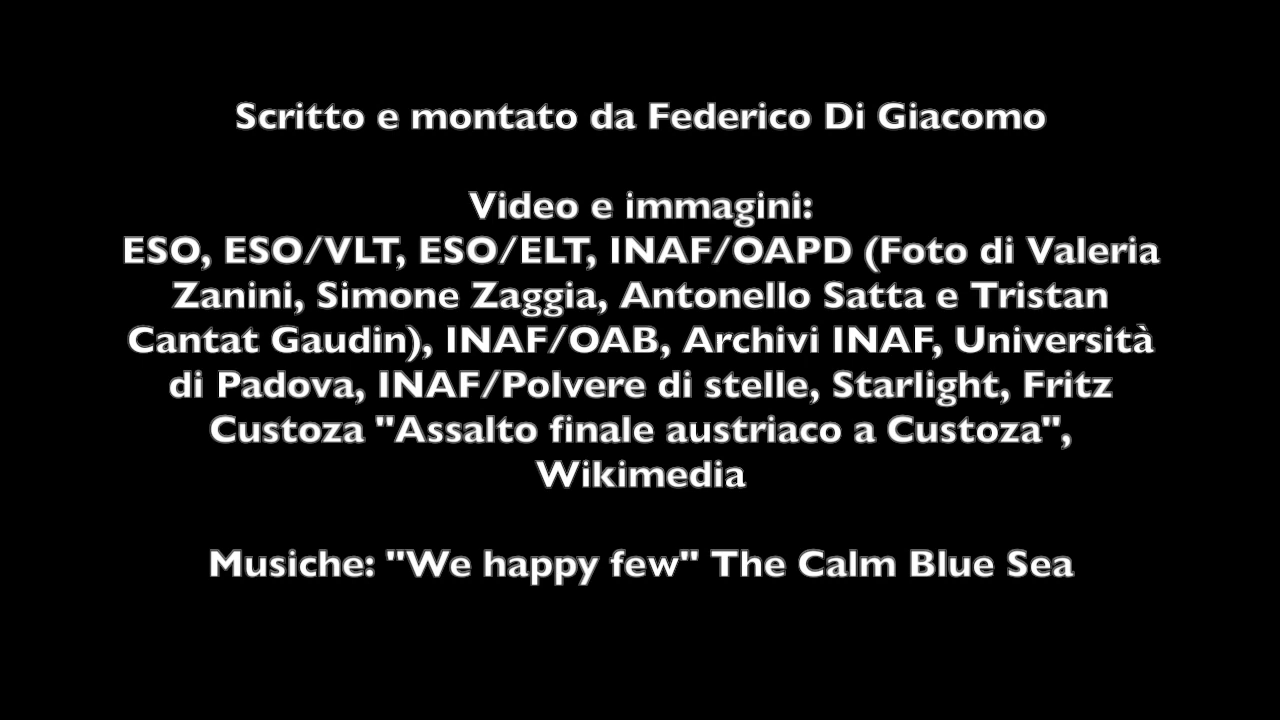 Scritto e montato da Federico Di Giacomo
Video e immagini:
ESO, ESO/VLT, ESO/ELT, INAF/OAPD (Foto di Valeria
Zanini, Simone Zaggia, Antonello Satta e Tristan
Cantat Gaudin), INAF/OAB, Archivi INAF, Università
di Padova, INAF/Polvere di stelle, Starlight, Fritz
Custoza "Assalto finale austriaco a Custoza",
Wikimedia
Musiche: "We happy few" The Calm Blue Sea